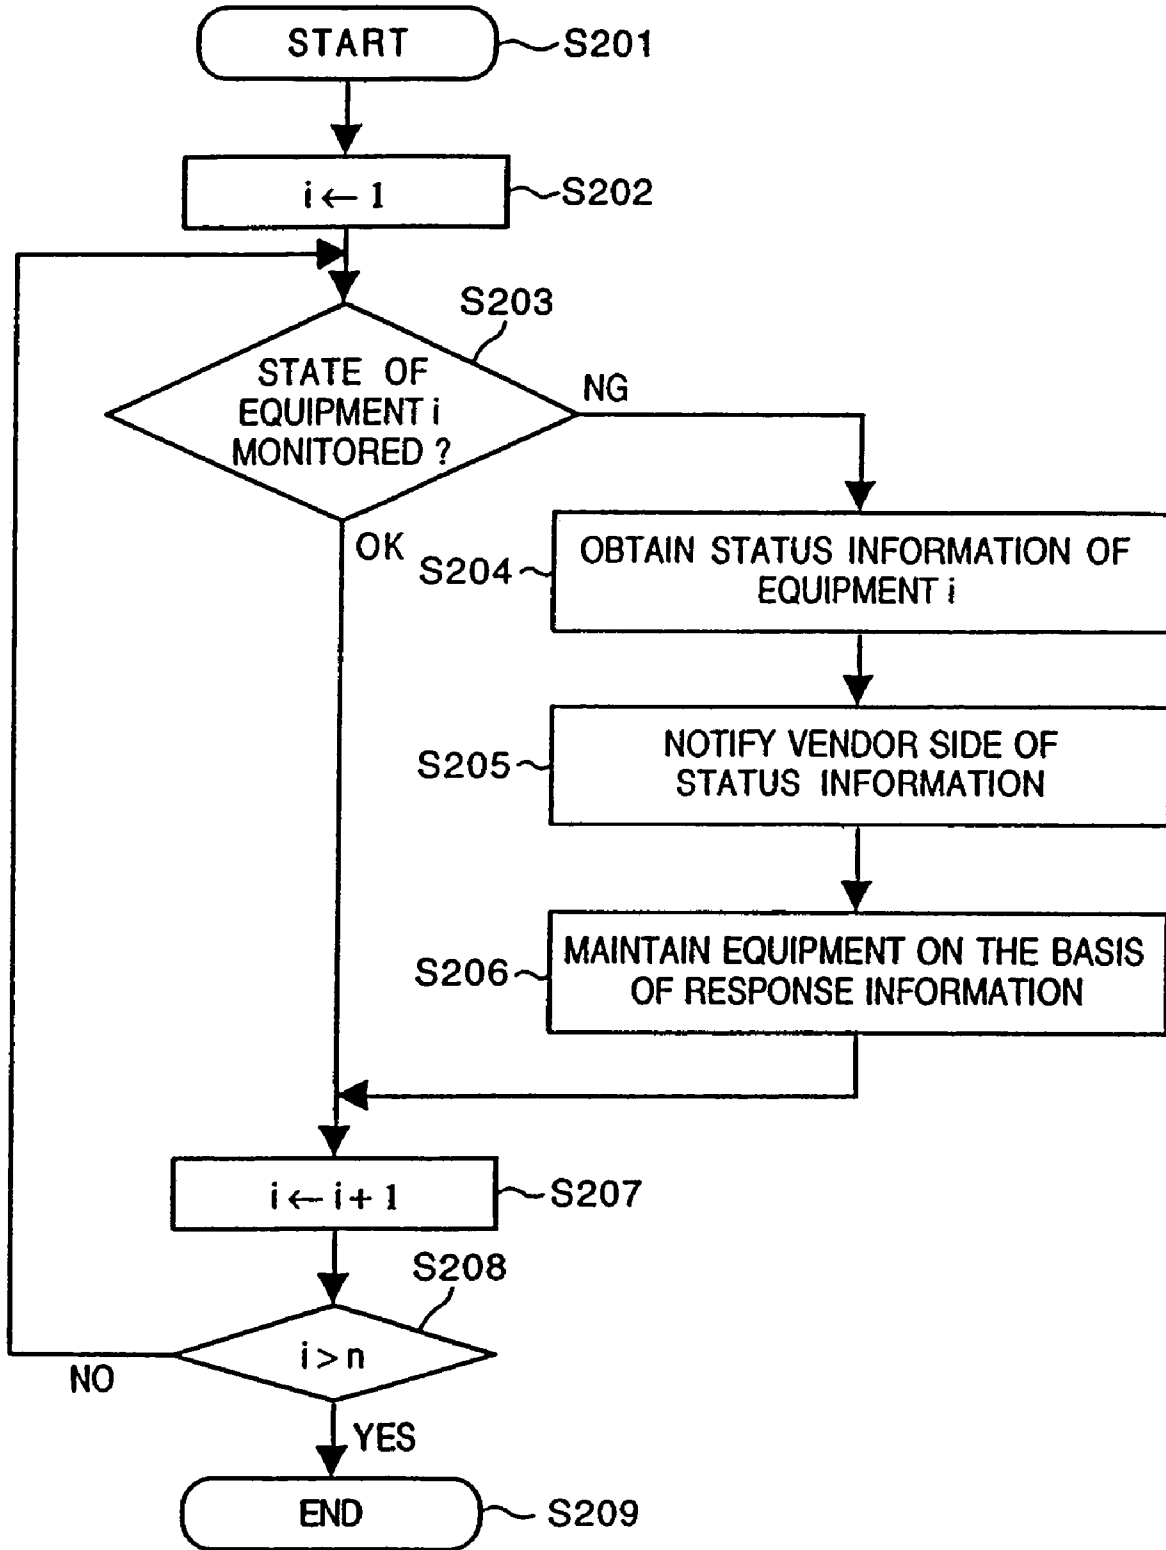 START
S201
i ← 1
S202
S203
STATE OF
EQUIPMENT i
MONITORED ?
NG
OK
S204
OBTAIN STATUS INFORMATION OF
EQUIPMENT i
S205
NOTIFY VENDOR SIDE OF
STATUS INFORMATION
S206
MAINTAIN EQUIPMENT ON THE BASIS
OF RESPONSE INFORMATION
i ← i + 1
S207
S208
i > n
NO
YES
END
S209